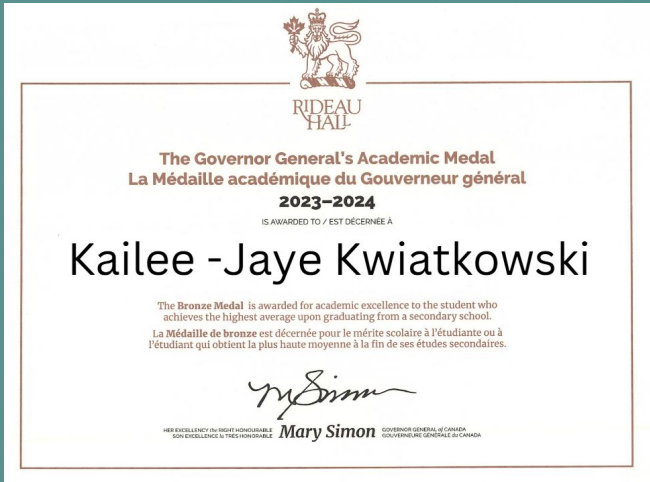 RIDEAU
HALL
The Governor General's Academic Medal
La Médaille académique du Gouverneur général
2023–2024
IS AWARDED TO / EST DÉCERNÉE À
Kailee -Jaye Kwiatkowski
The Bronze Medal is awarded for academic excellence to the student who
achieves the highest average upon graduating from a secondary school.
La Médaille de bronze est décernée pour le mérite scolaire à l'étudiante ou à
l'étudiant qui obtient la plus haute moyenne à la fin de ses études secondaires.
M Simon
HER EXCELLENCY the RIGHT HONOURABLE
SON EXCELLENCE la TRÈS HONORABLE
Mary Simon
GOVERNOR GENERAL of CANADA
GOUVERNEURE GÉNÉRALE du CANADA